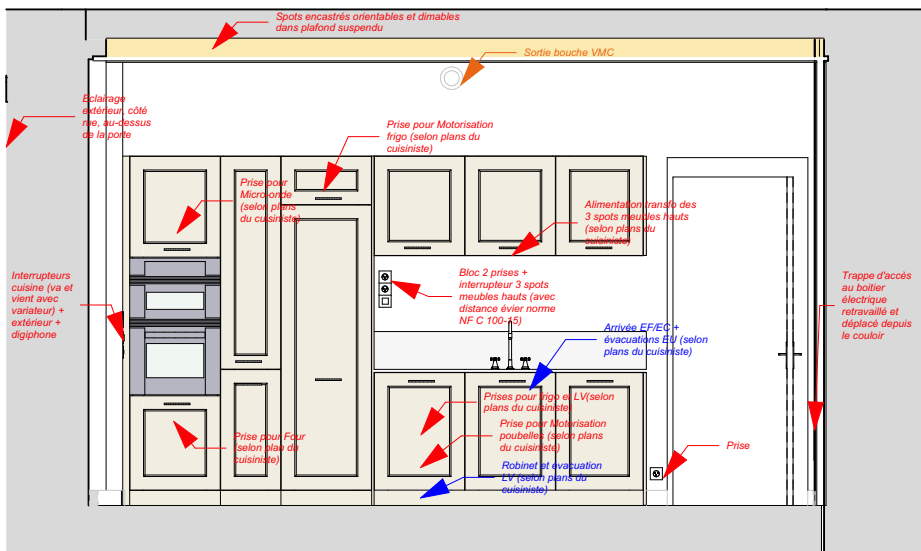 Spots encastrés orientables et dimables
dans plafond suspendu
Sortie bouche VMC
Eclairage
extérieur, côté
rue, au-dessus
de la porte
Prise pour Motorisation
frigo (selon plans du
cuisiniste)
Prise pour
Micro-onde
(selon plans
du cuisiniste)
Alimentation transfo des
3 spots meubles hauts
(selon plans du
cuisiniste)
Interrupteurs
cuisine (va et
vient avec
variateur) +
extérieur +
digiphone
Bloc 2 prises +
interrupteur 3 spots
meubles hauts (avec
distance évier norme
NF C 100-15)
Trappe d'accès
au boitier
électrique
retravaillé et
déplacé depuis
le couloir
Arrivée EF/EC +
évacuations EU (selon
plans du cuisiniste)
Prises pour frigo et LV(selon
plans du cuisiniste)
Prise pour Motorisation
poubelles (selon plans
du cuisiniste)
Prise pour Four
(selon plan du
cuisiniste)
Prise
Robinet et évacuation
LV (selon plans du
cuisiniste)